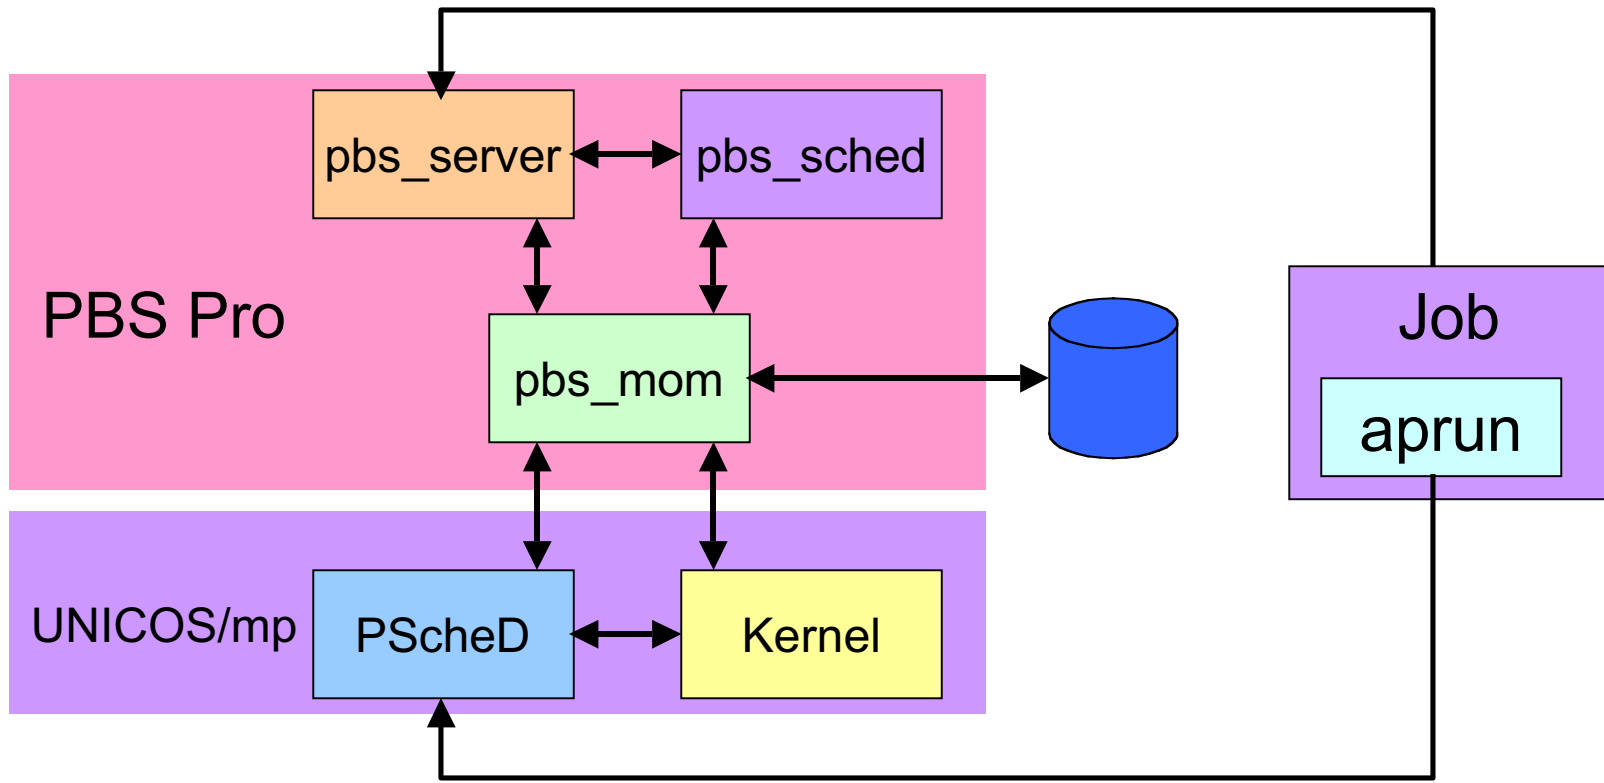 pbs_server
pbs_sched
PBS Pro
Job
pbs_mom
aprun
UNICOS/mp
PScheD
Kernel